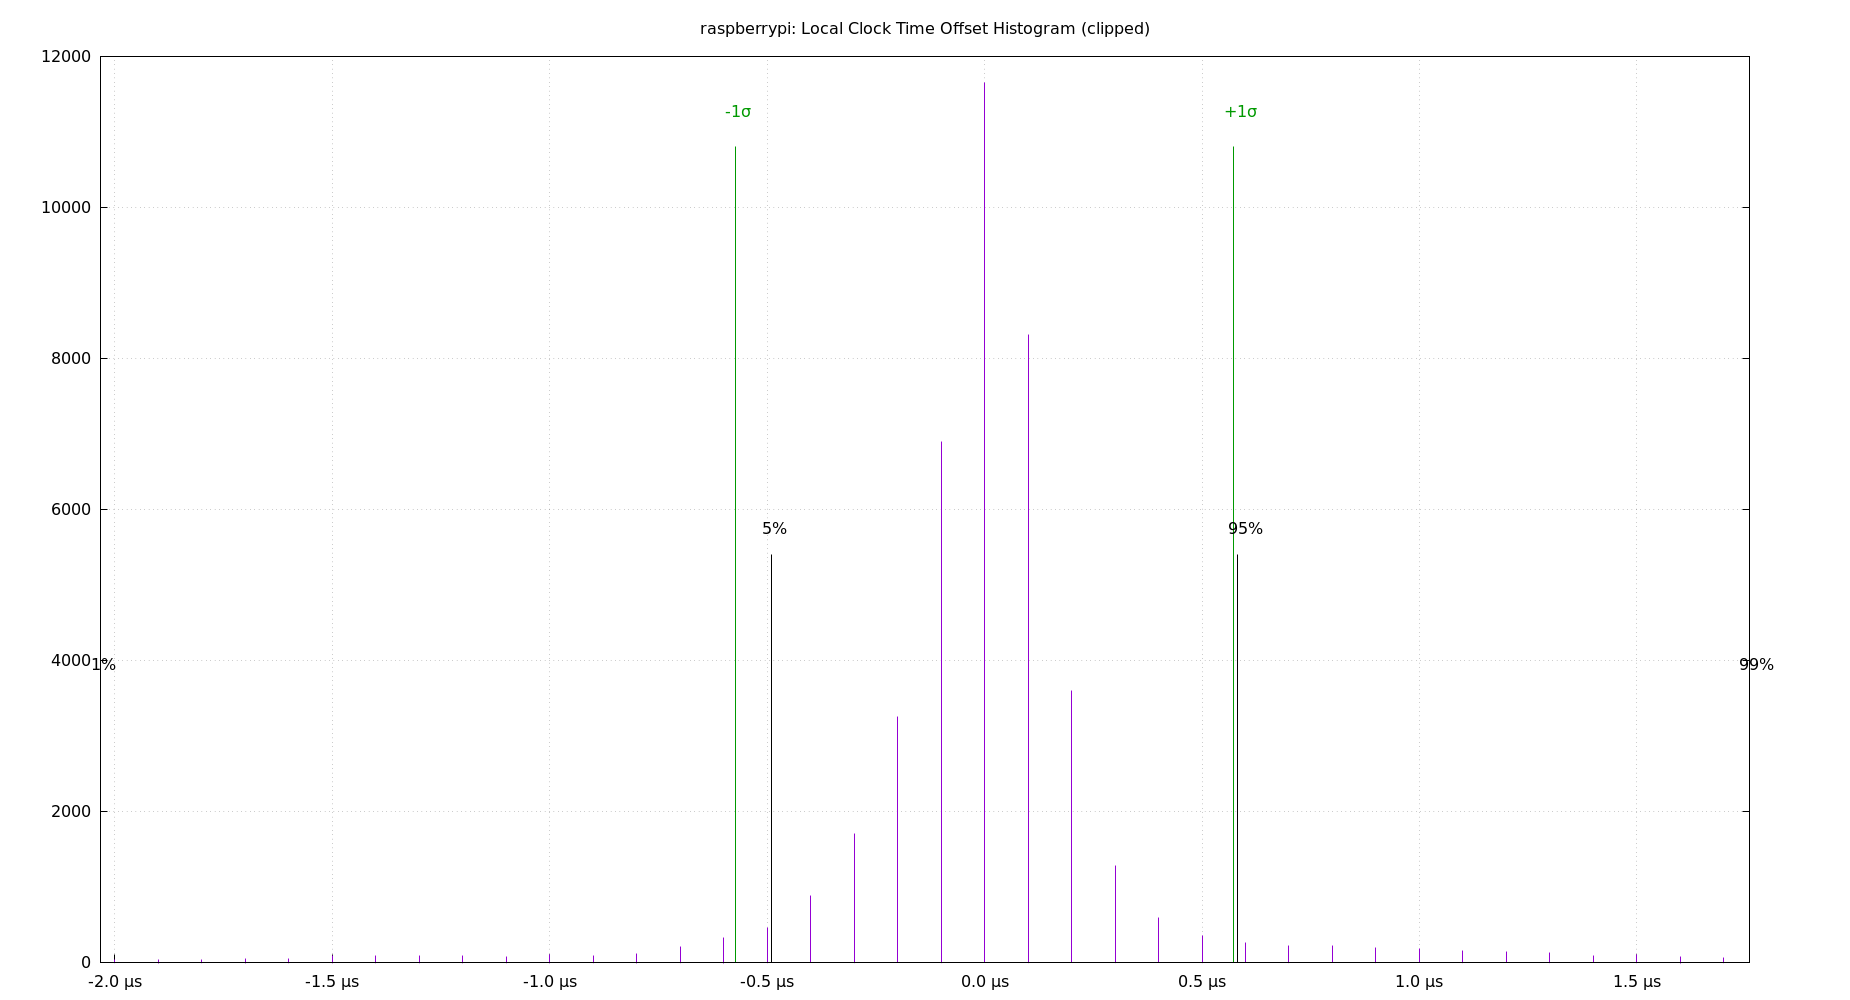 raspberrypi: Local Clock Time Offset Histogram (clipped)
12000
-1σ
+1σ
10000
8000
6000
5%
95%
4000
1%
99%
2000
0
-2.0 µs
-1.5 µs
-1.0 µs
-0.5 µs
0.0 µs
0.5 µs
1.0 µs
1.5 µs